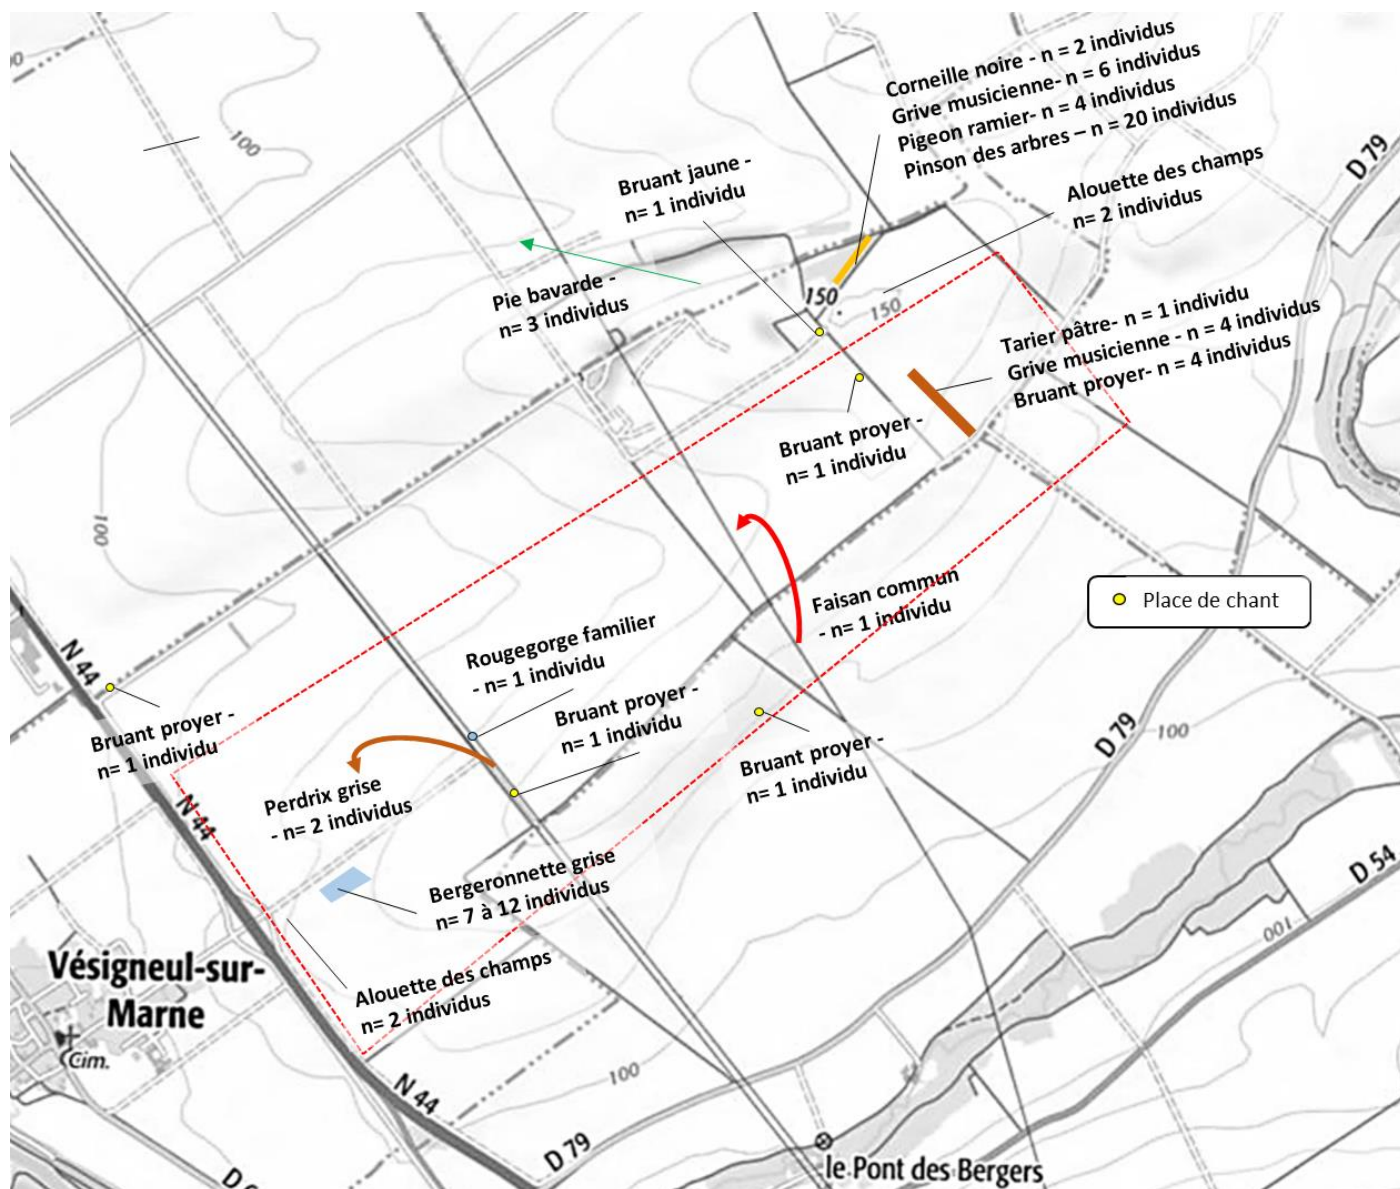 Corneille noire - n = 2 individus
Grive musicienne- n = 6 individus
Pigeon ramier- n = 4 individus
Pinson des arbres – n = 20 individus
D 79
100
Bruant jaune -
n= 1 individu
Alouette des champs
n= 2 individus
Pie bavarde -
n= 3 individus
150
150
Tarier pâtre- n = 1 individu
Grive musicienne - n = 4 individus
Bruant proyer- n = 4 individus
Bruant proyer -
n= 1 individu
100
Faisan commun
- n= 1 individu
Place de chant
N 44
Rougegorge familier
- n= 1 individu
Bruant proyer -
n= 1 individu
Bruant proyer -
n= 1 individu
Bruant proyer -
n= 1 individu
D 79
100
Perdrix grise
- n= 2 individus
N 44
Bergeronnette grise
n= 7 à 12 individus
D 54
100
Vésigneul-sur-
Marne
Cim.
Alouette des champs
n= 2 individus
100
N 44
D 79
le Pont des Bergers